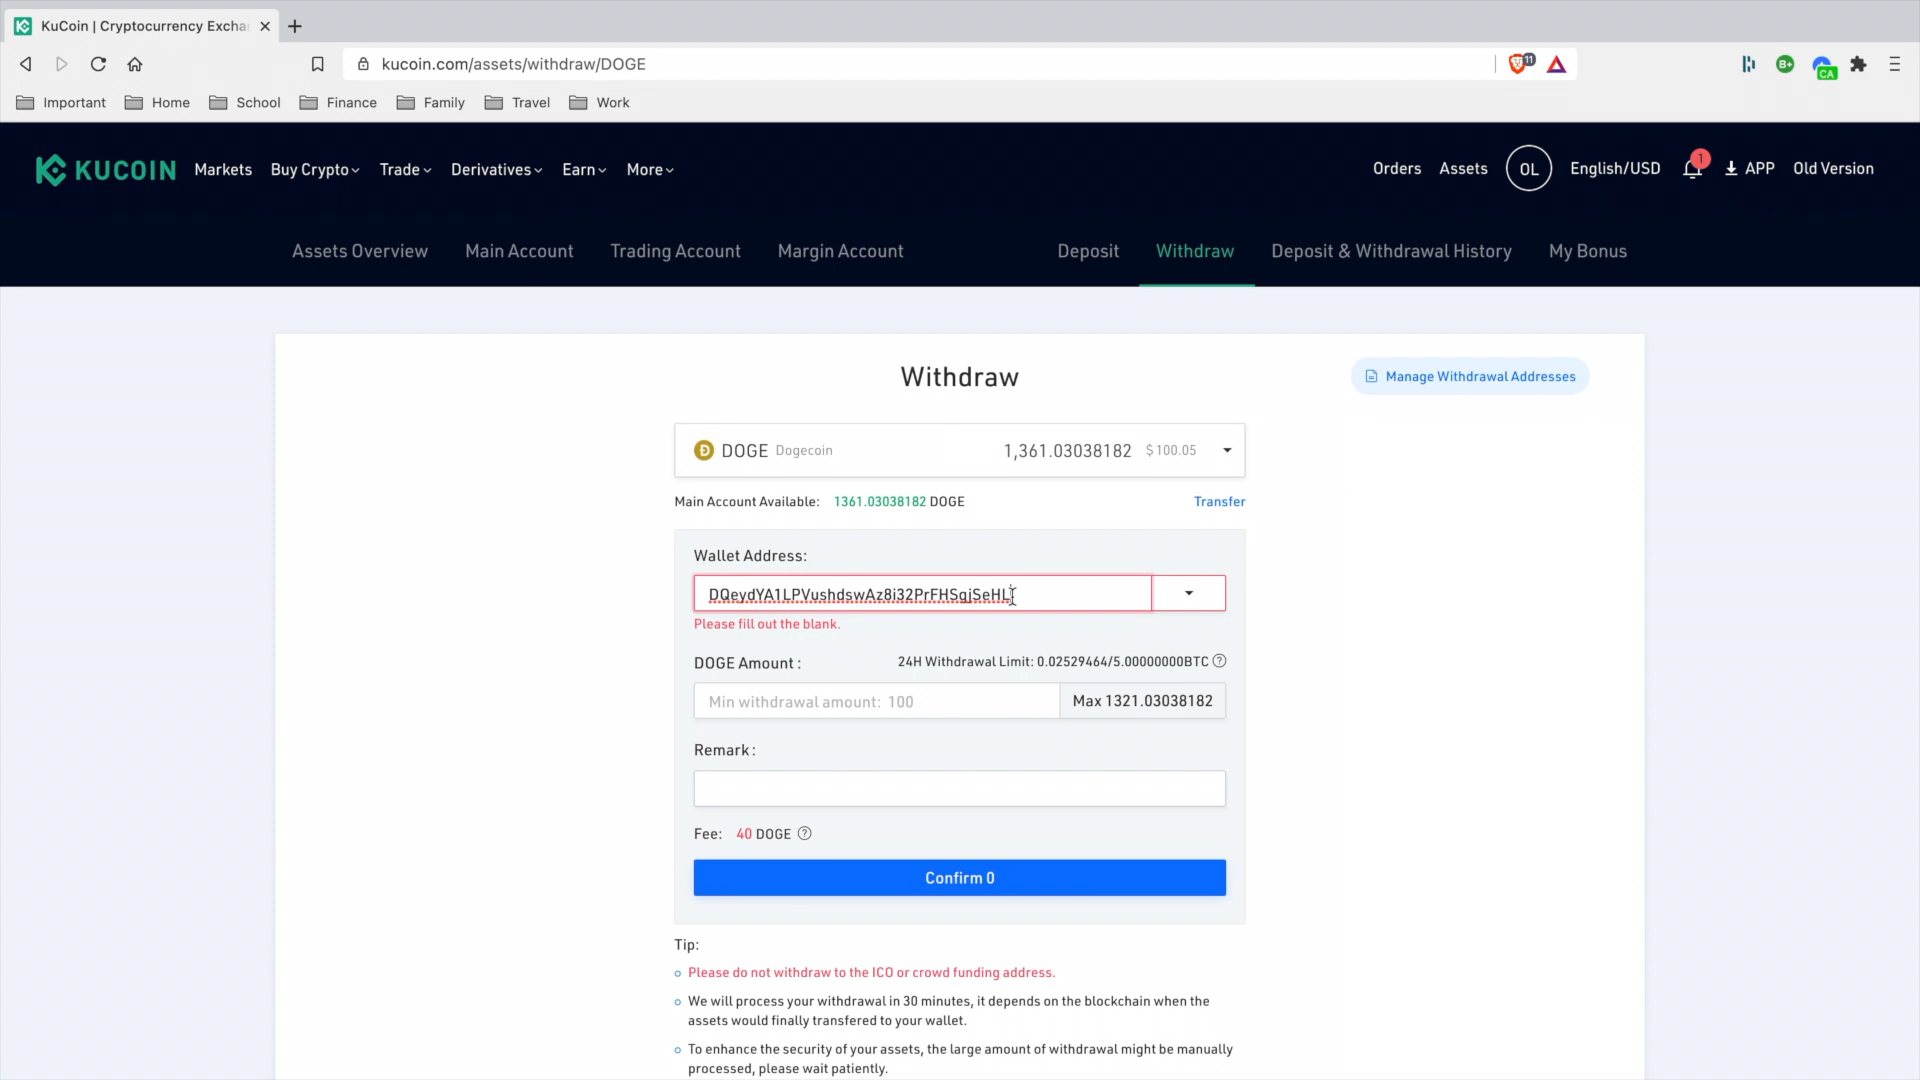 KuCoin | Cryptocurrency Excha
kucoin.com/assets/withdraw/DOGE
11
B+
CA
Important Home School Finance Family Travel Work
KUCOIN Markets Buy Crypto Trade Derivatives Earn More Orders Assets OL English/USD 1 APP Old Version
Assets Overview Main Account Trading Account Margin Account Deposit Withdraw Deposit & Withdrawal History My Bonus
Withdraw
Manage Withdrawal Addresses
DOGE Dogecoin 1,361.03038182 $100.05
Main Account Available: 1361.03038182 DOGE Transfer
Wallet Address:
DQeydYA1LPVushdswAz8i32PrFHSgjSeHL
Please fill out the blank.
DOGE Amount : 24H Withdrawal Limit: 0.02529464/5.00000000BTC
Min withdrawal amount: 100 Max 1321.03038182
Remark :
Fee: 40 DOGE
Confirm 0
Tip:
Please do not withdraw to the ICO or crowd funding address.
We will process your withdrawal in 30 minutes, it depends on the blockchain when the
assets would finally transfered to your wallet.
To enhance the security of your assets, the large amount of withdrawal might be manually
processed, please wait patiently.